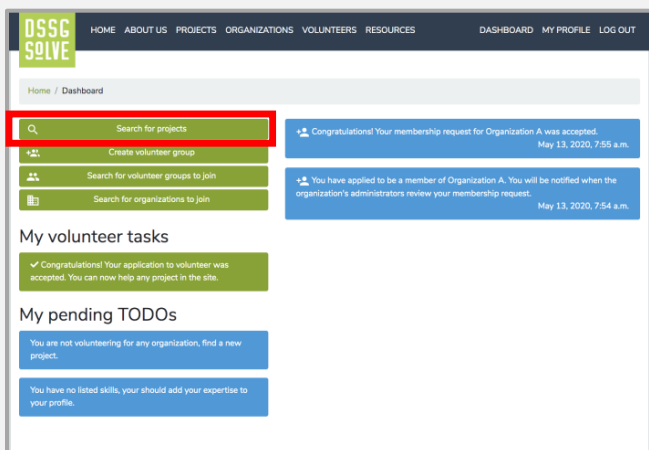 DSSG
SOLVE
HOME ABOUT US PROJECTS ORGANIZATIONS VOLUNTEERS RESOURCES DASHBOARD MY PROFILE LOG OUT
Home / Dashboard
Search for projects
Create volunteer group
Search for volunteer groups to join
Search for organizations to join
Congratulations! Your membership request for Organization A was accepted.
May 13, 2020, 7:55 a.m.
You have applied to be a member of Organization A. You will be notified when the
organization's administrators review your membership request.
May 13, 2020, 7:54 a.m.
My volunteer tasks
Congratulations! Your application to volunteer was
accepted. You can now help any project in the site.
My pending TODOs
You are not volunteering for any organization, find a new
project.
You have no listed skills, your should add your expertise to
your profile.